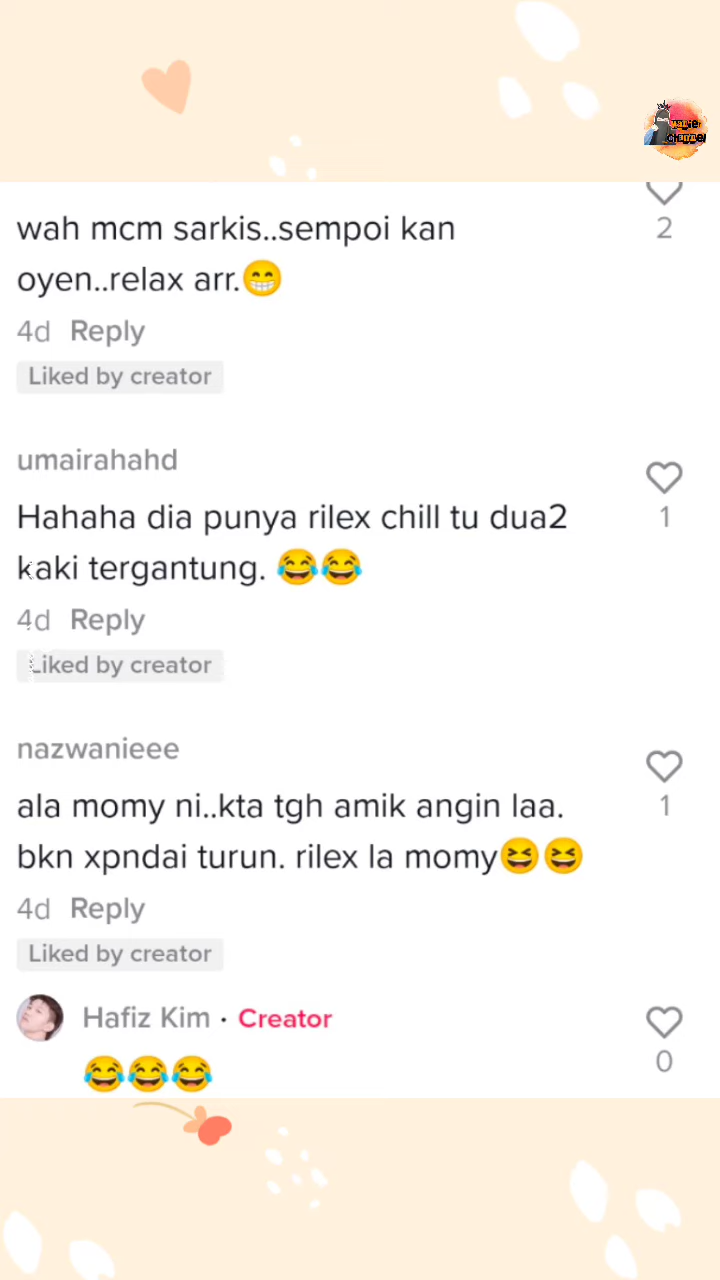 2
wah mcm sarkis..sempoi kan
oyen..relax arr.😁
4d Reply
Liked by creator
umairahahd
Hahaha dia punya rilex chill tu dua2
1
kaki tergantung. 😂😂
4d Reply
Liked by creator
nazwanieee
ala momy ni..kta tgh amik angin laa.
1
bkn xpndai turun. rilex la momy😆😆
4d Reply
Liked by creator
Hafiz Kim · Creator
😂😂😂
0